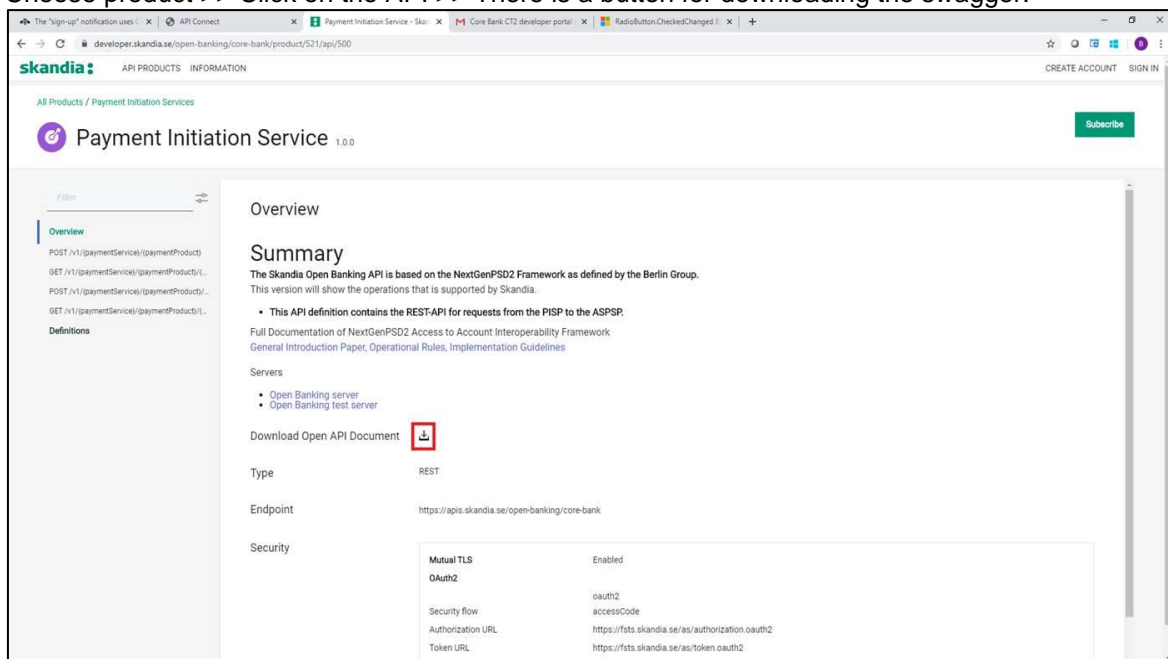 Choose product >> Click on the API >> There is a button for downloading the swagger.
The "sign-up" notification uses C
API Connect
Payment Initiation Service - Skan
Core Bank CT2 developer portal
RadioButton.CheckedChanged E
developer.skandia.se/open-banking/core-bank/product/521/api/500
B
skandia: API PRODUCTS INFORMATION CREATE ACCOUNT SIGN IN
All Products / Payment Initiation Services
Subscribe
Payment Initiation Service 1.0.0
Filter
Overview
POST /v1/{paymentService}/{paymentProduct}
GET /v1/{paymentService}/{paymentProduct}/{...
POST /v1/{paymentService}/{paymentProduct}/...
GET /v1/{paymentService}/{paymentProduct}/{...
Definitions
Overview
Summary
The Skandia Open Banking API is based on the NextGenPSD2 Framework as defined by the Berlin Group.
This version will show the operations that is supported by Skandia.
• This API definition contains the REST-API for requests from the PISP to the ASPSP.
Full Documentation of NextGenPSD2 Access to Account Interoperability Framework
General Introduction Paper, Operational Rules, Implementation Guidelines
Servers
• Open Banking server
• Open Banking test server
Download Open API Document
Type REST
Endpoint https://apis.skandia.se/open-banking/core-bank
Security
Mutual TLS Enabled
OAuth2
oauth2
Security flow accessCode
Authorization URL https://fsts.skandia.se/as/authorization.oauth2
Token URL https://fsts.skandia.se/as/token.oauth2